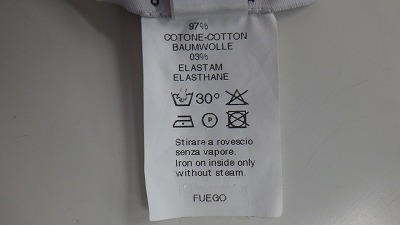 97%
COTONE-COTTON
BAUMWOLLE
03%
ELASTAM
ELASTHANE
30°
P
Stirare a rovescio
senza vapore.
Iron on inside only
without steam.
FUEGO